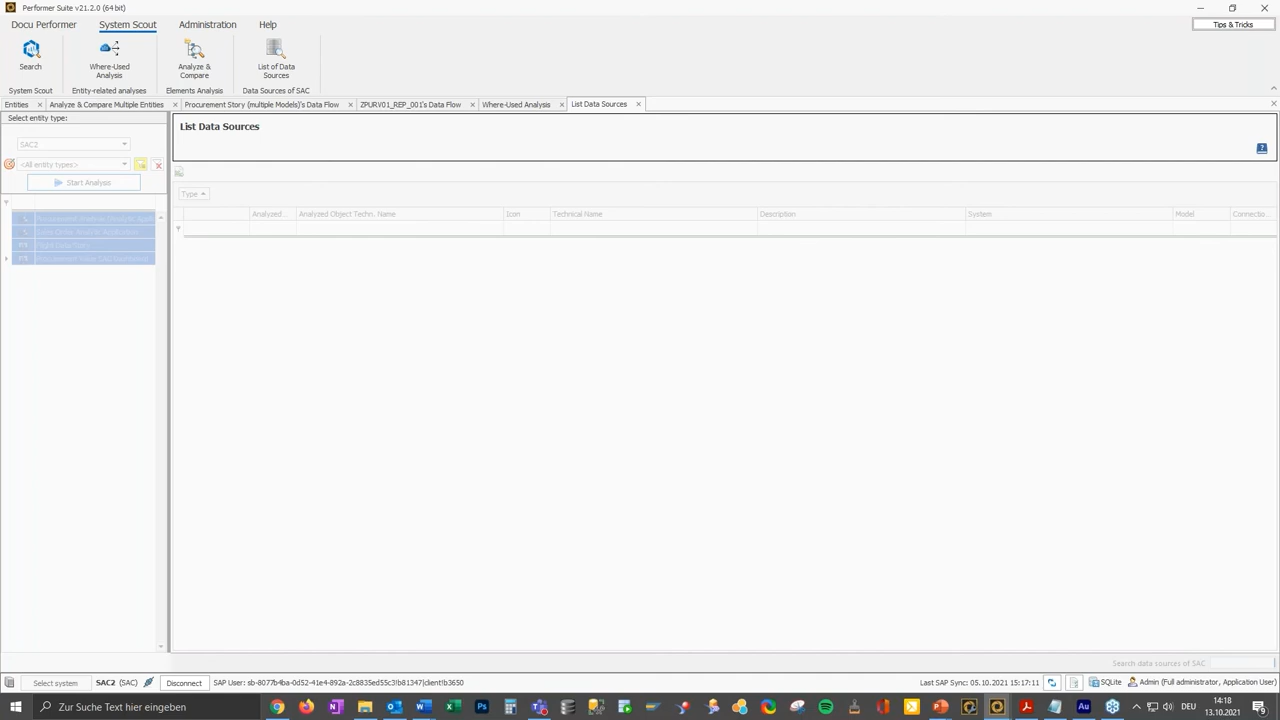 Performer Suite v21.2.0 (64 bit)
Docu Performer
System Scout
Administration
Help
Tips & Tricks
Search
Where-Used
Analysis
Analyze &
Compare
List of Data
Sources
System Scout
Entity-related analyses
Elements Analysis
Data Sources of SAC
Entities
Analyze & Compare Multiple Entities
Procurement Story (multiple Models)'s Data Flow
ZPURV01_REP_001's Data Flow
Where-Used Analysis
List Data Sources
Select entity type:
List Data Sources
SAC2
<All entity types>
Start Analysis
Type
Analyzed...
Analyzed Object Techn. Name
Icon
Technical Name
Description
System
Model
Connectio...
Search data sources of SAC
Select system
SAC2 (SAC)
Disconnect
SAP User: sb-8077b4ba-0d52-41e4-892a-2c8835ed55c3!b81347|client!b3650
Last SAP Sync: 05.10.2021 15:17:11
SQLite
Admin (Full administrator, Application User)
Zur Suche Text hier eingeben
DEU
14:18
13.10.2021